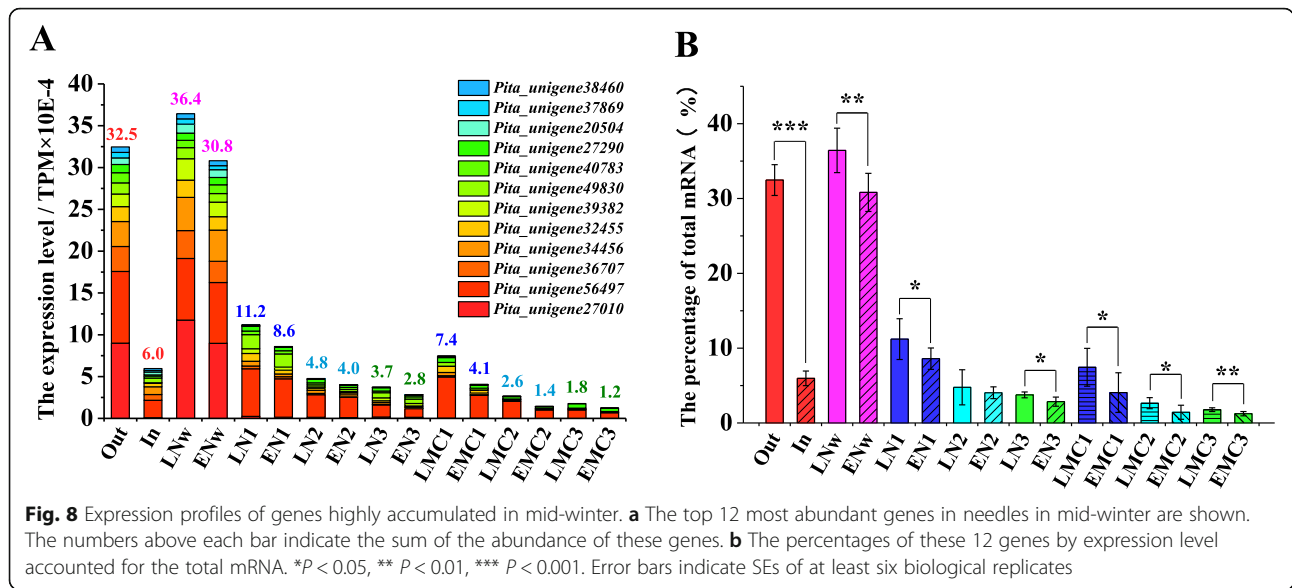 A
The expression level / TPM×10E-4
40
35
30
25
20
15
10
5
0
32.5
6.0
36.4
30.8
11.2
8.6
4.8
4.0
3.7
2.8
7.4
4.1
2.6
1.4
1.8
1.2
Pita_unigene38460
Pita_unigene37869
Pita_unigene20504
Pita_unigene27290
Pita_unigene40783
Pita_unigene49830
Pita_unigene39382
Pita_unigene32455
Pita_unigene34456
Pita_unigene36707
Pita_unigene56497
Pita_unigene27010
Out
In
LNw
ENw
LN1
EN1
LN2
EN2
LN3
EN3
LMC1
EMC1
LMC2
EMC2
LMC3
EMC3
B
The percentage of total mRNA ( %)
40
30
20
10
0
***
**
*
*
*
*
**
Out
In
LNw
ENw
LN1
EN1
LN2
EN2
LN3
EN3
LMC1
EMC1
LMC2
EMC2
LMC3
EMC3
Fig. 8 Expression profiles of genes highly accumulated in mid-winter. a The top 12 most abundant genes in needles in mid-winter are shown.
The numbers above each bar indicate the sum of the abundance of these genes. b The percentages of these 12 genes by expression level
accounted for the total mRNA. *P < 0.05, ** P < 0.01, *** P < 0.001. Error bars indicate SEs of at least six biological replicates